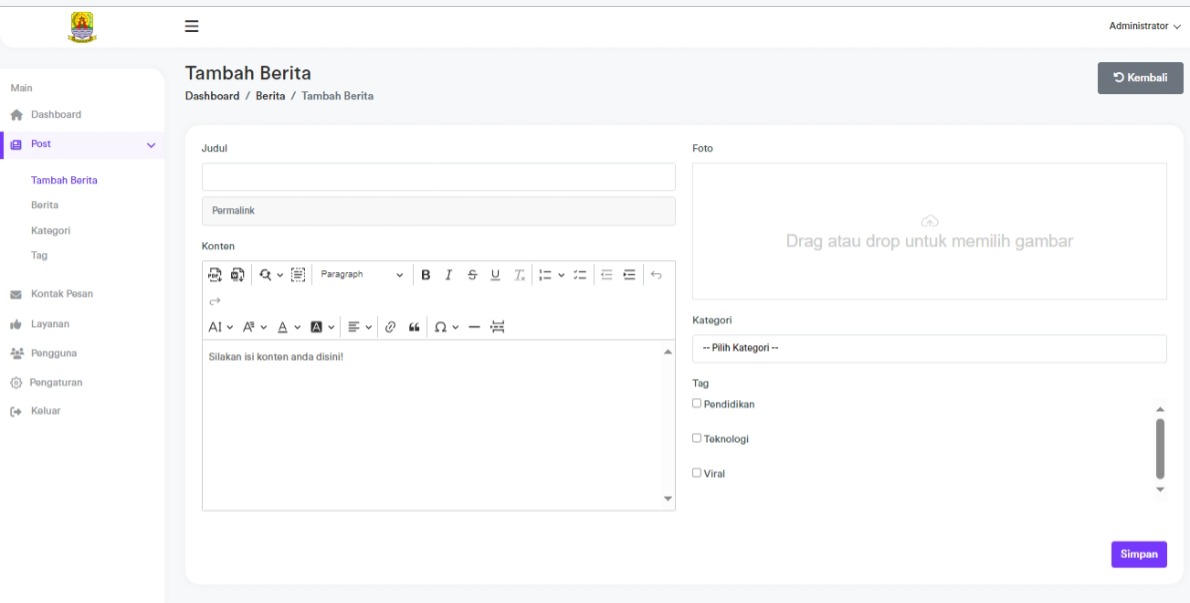 Administrator
Main
Dashboard
Post
Tambah Berita
Berita
Kategori
Tag
Kontak Pesan
Layanan
Pengguna
Pengaturan
Keluar
Tambah Berita
Dashboard / Berita / Tambah Berita
Kembali
Judul
Permalink
Konten
Paragraph
Silakan isi konten anda disini!
Foto
Drag atau drop untuk memilih gambar
Kategori
-- Pilih Kategori --
Tag
Pendidikan
Teknologi
Viral
Simpan